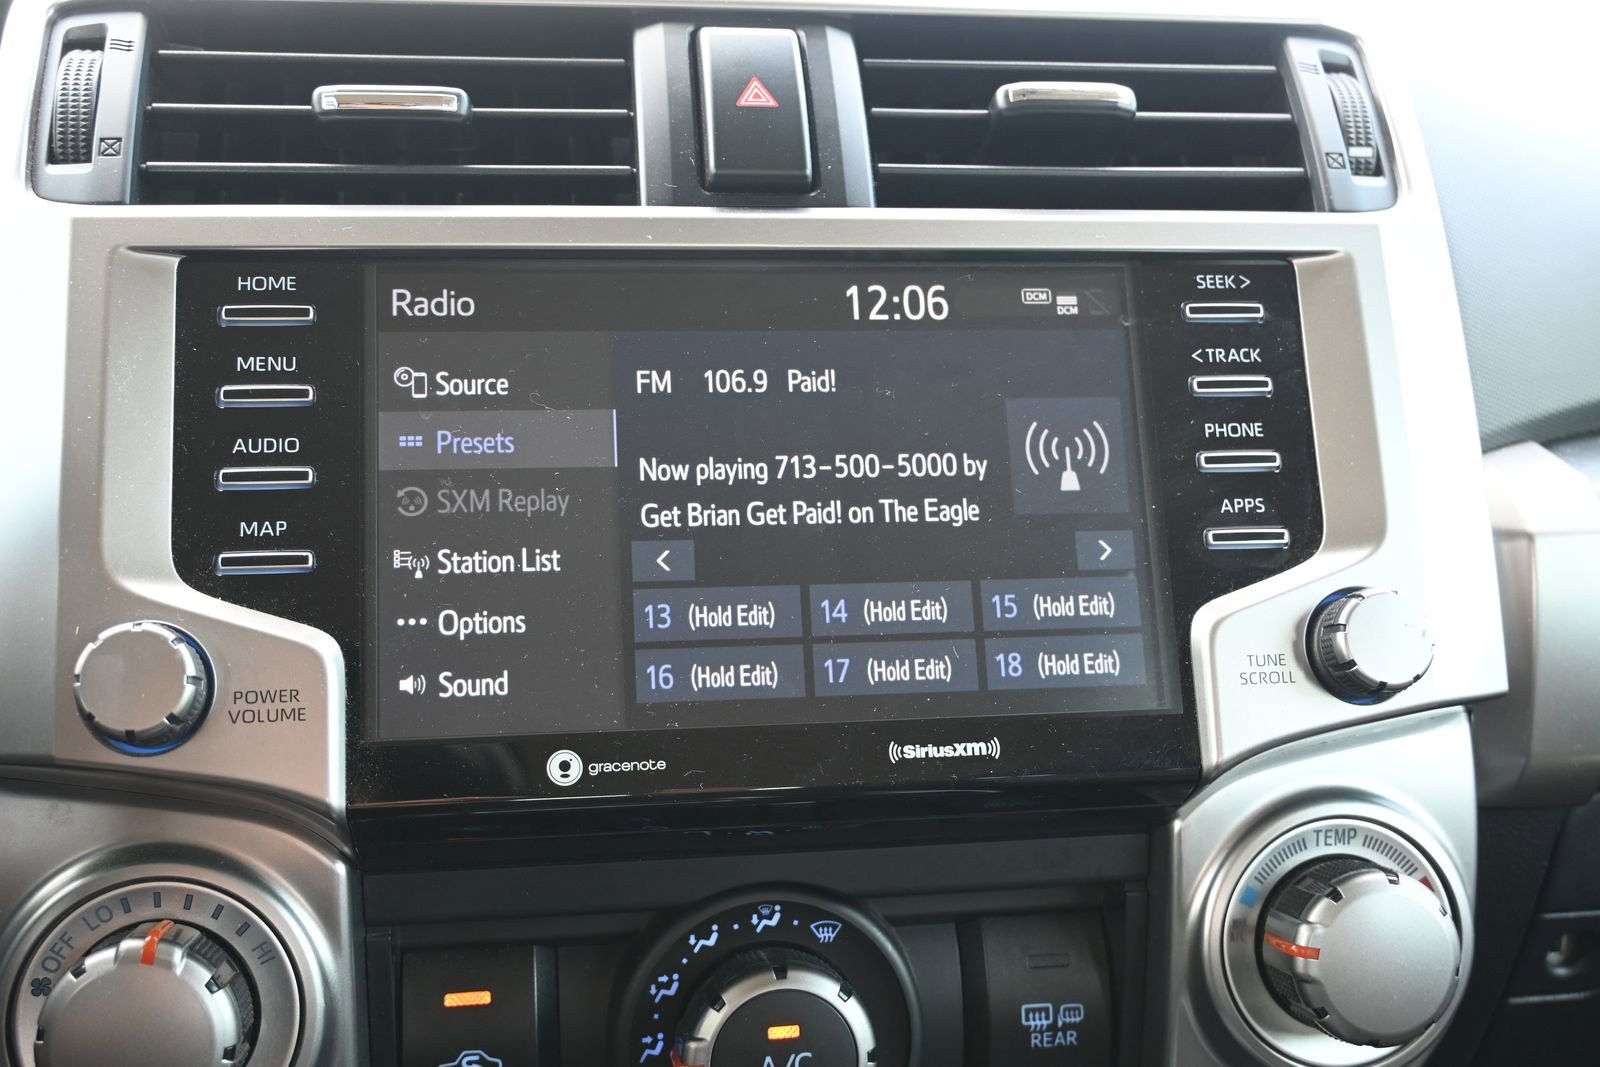 HOME
MENU
AUDIO
MAP
POWER
VOLUME
Radio
12:06
DCM
DCM
Source
Presets
SXM Replay
Station List
Options
Sound
FM 106.9 Paid!
Now playing 713-500-5000 by
Get Brian Get Paid! on The Eagle
<
>
13 (Hold Edit)
14 (Hold Edit)
15 (Hold Edit)
16 (Hold Edit)
17 (Hold Edit)
18 (Hold Edit)
gracenote
((SiriusXM))
SEEK >
< TRACK
PHONE
APPS
TUNE
SCROLL
OFF LO HI
A/C
REAR
TEMP